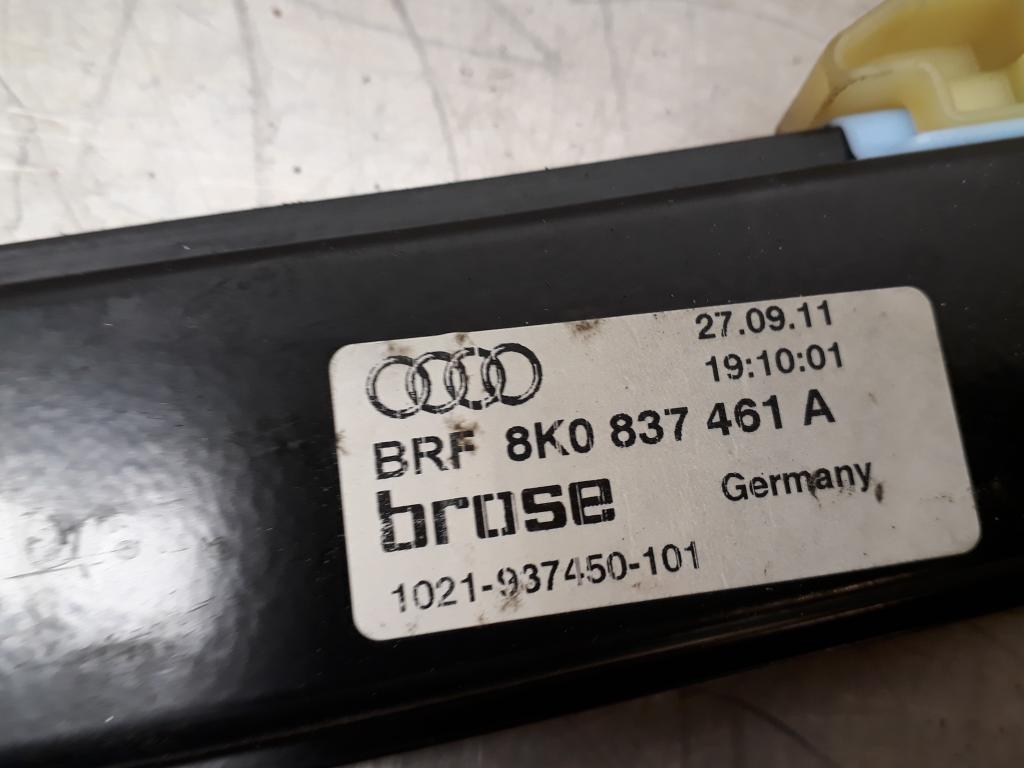 27.09.11
19:10:01
BRF 8K0 837 461 A
brose Germany
1021-937450-101